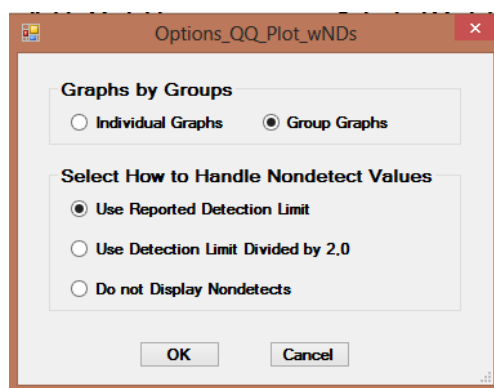 Options_QQ_Plot_wNDs
Graphs by Groups
Individual Graphs Group Graphs
Select How to Handle Nondetect Values
Use Reported Detection Limit
Use Detection Limit Divided by 2.0
Do not Display Nondetects
OK Cancel